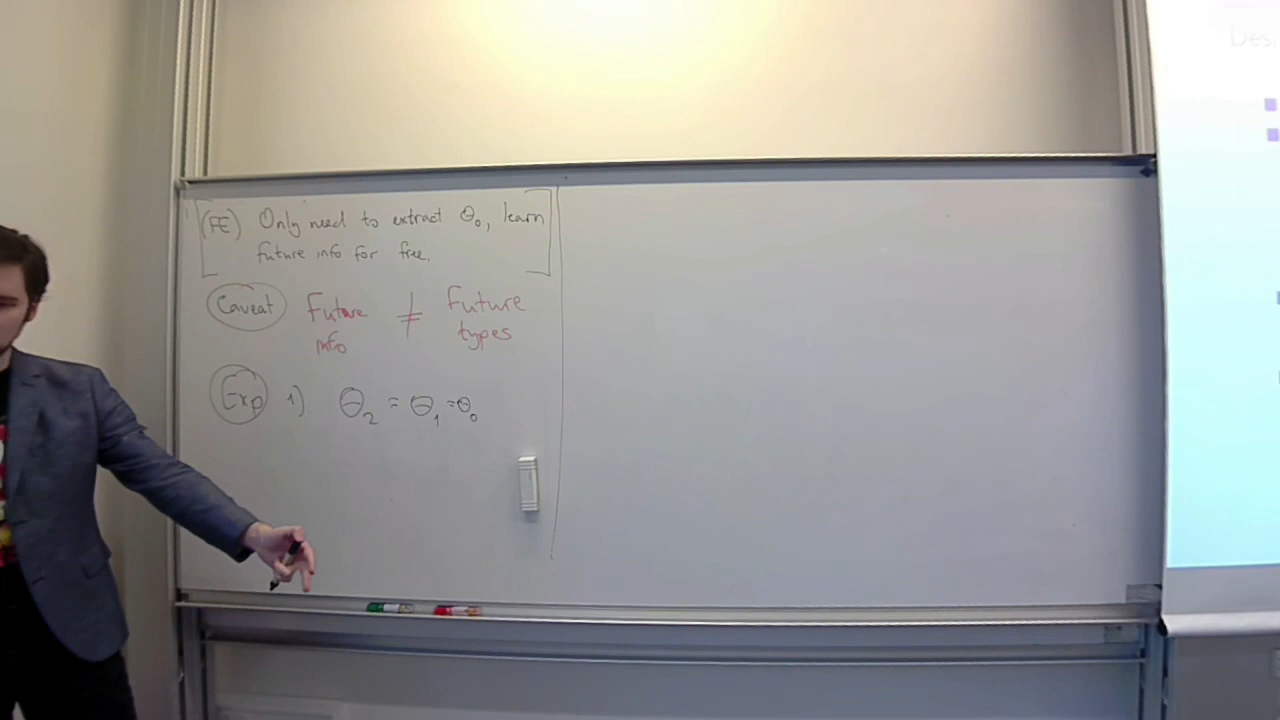 (FE) Only need to extract Θ₀, learn
future info for free.
Caveat Future info ≠ Future types
Exp 1) Θ₂ = Θ₁ = Θ₀